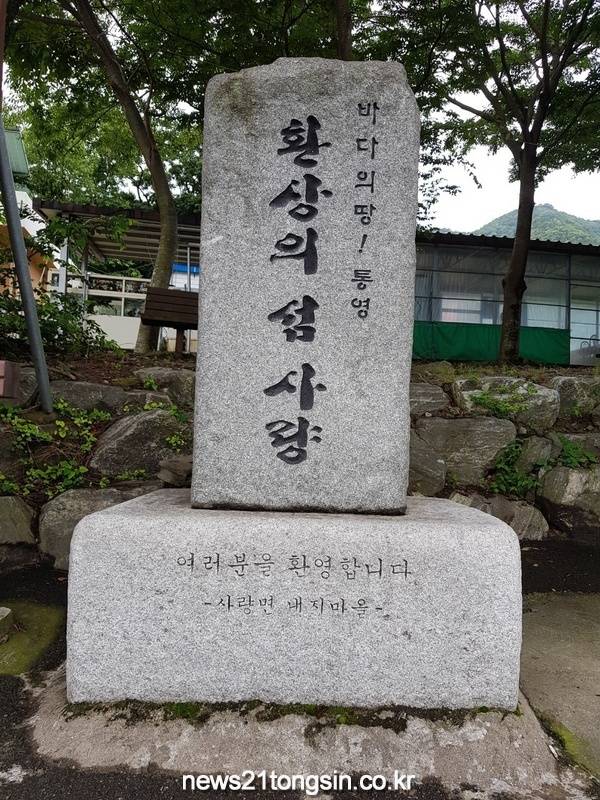 바다의땅! 통영
환상의 섬 사량
여러분을 환영합니다
-사량면 내지마을-
news21tongsin.co.kr